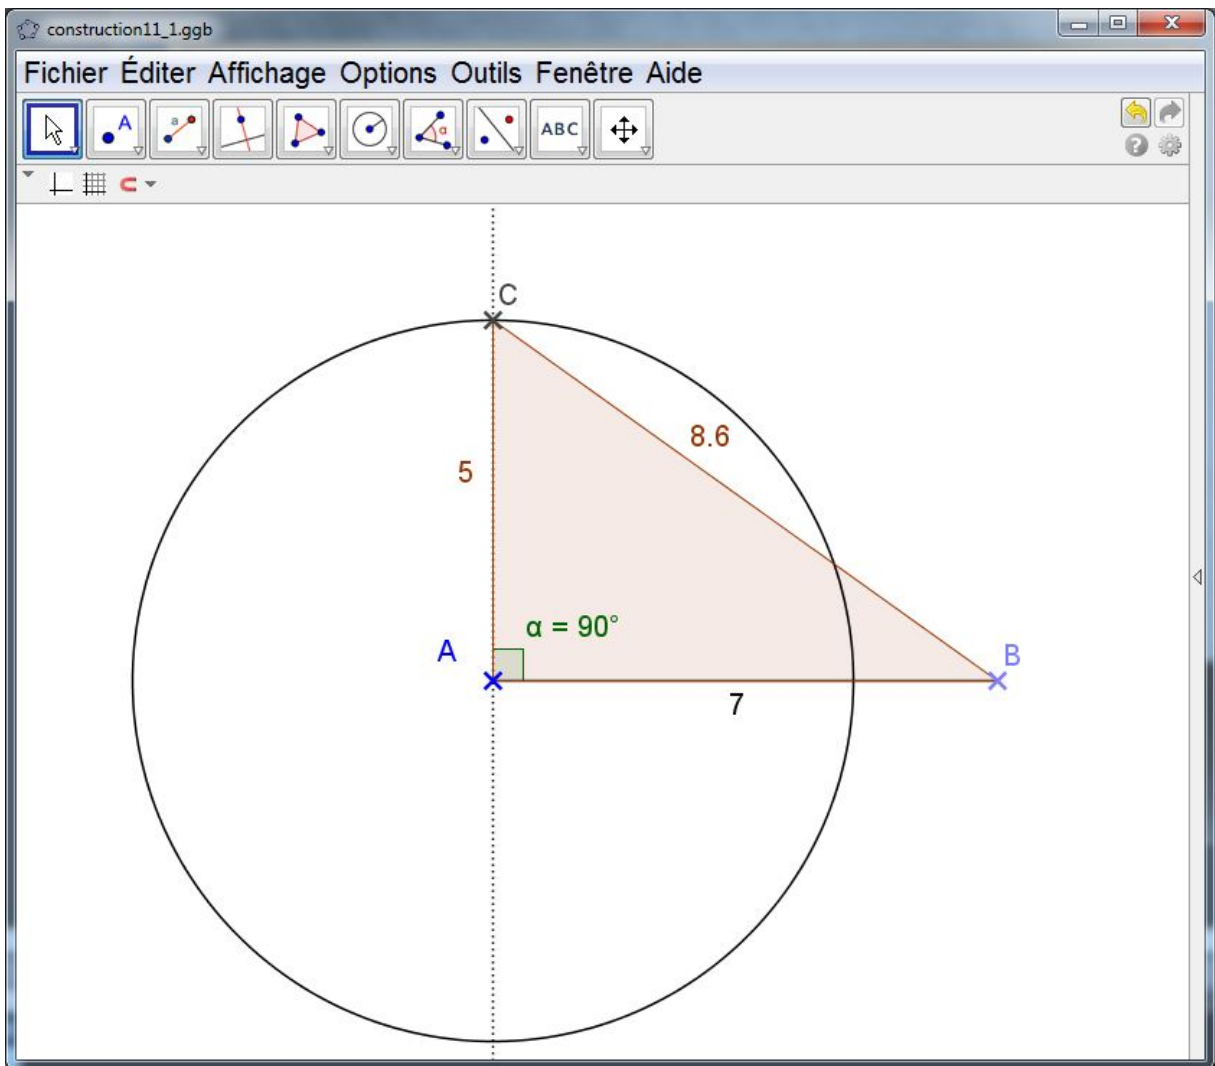 construction11_1.ggb
Fichier Éditer Affichage Options Outils Fenêtre Aide
A a α ABC
C
8.6
5
α = 90°
A
B
7